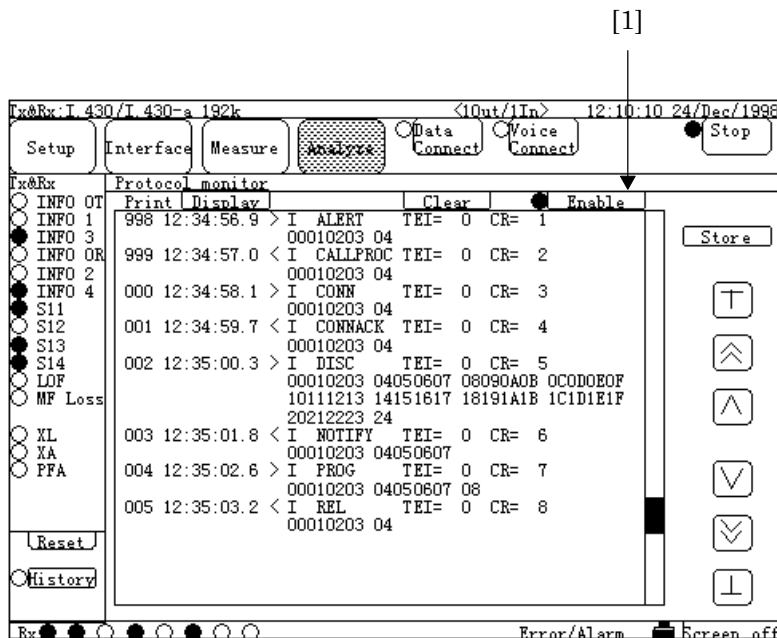 [1]
Tx&Rx:I.430/I.430-a 192k <1Out/1In> 12:10:10 24/Dec/1998
Setup Interface Measure Analyze Data Connect Voice Connect Stop
Tx&Rx Protocol monitor
INFO OT Print Display Clear Enable
INFO 1 998 12:34:56.9 > I ALERT TEI= 0 CR= 1
INFO 3 00010203 04 Store
INFO OR 999 12:34:57.0 < I CALLPROC TEI= 0 CR= 2
INFO 2 00010203 04
INFO 4 000 12:34:58.1 > I CONN TEI= 0 CR= 3
S11 00010203 04
S12 001 12:34:59.7 < I CONNACK TEI= 0 CR= 4
S13 00010203 04
S14 002 12:35:00.3 > I DISC TEI= 0 CR= 5
LOF 00010203 04050607 08090A0B 0C0D0E0F
MF Loss 10111213 14151617 18191A1B 1C1D1E1F
20212223 24
XL 003 12:35:01.8 < I NOTIFY TEI= 0 CR= 6
XA 00010203 04050607
PFA 004 12:35:02.6 > I PROG TEI= 0 CR= 7
00010203 04050607 08
005 12:35:03.2 < I REL TEI= 0 CR= 8
00010203 04
Reset
History
Rx Error/Alarm Screen off